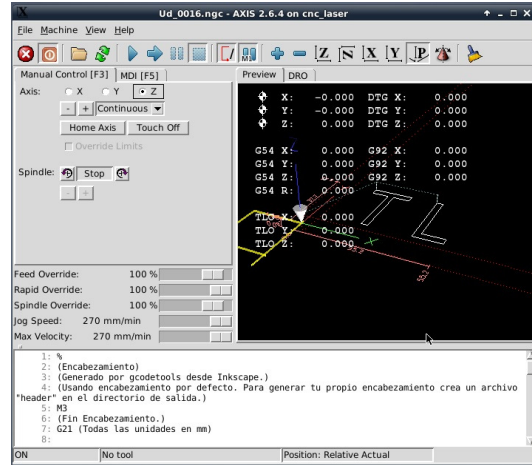 Ud_0016.ngc - AXIS 2.6.4 on cnc_laser
File Machine View Help
Manual Control [F3] MDI [F5]
Axis: X Y Z
- + Continuous
Home Axis Touch Off
Override Limits
Spindle: Stop
- +
Feed Override: 100 %
Rapid Override: 100 %
Spindle Override: 100 %
Jog Speed: 270 mm/min
Max Velocity: 270 mm/min
Preview DRO
X: -0.000 DTG X: 0.000
Y: -0.000 DTG Y: 0.000
Z: 0.000 DTG Z: 0.000
G54 X: 0.000 G92 X: 0.000
G54 Y: 0.000 G92 Y: 0.000
G54 Z: 0.000 G92 Z: 0.000
G54 R: 0.000
TLO X: 0.000
TLO Y: 0.000
TLO Z: 0.000
X
TL
1: %
2: (Encabezamiento)
3: (Generado por gcodetools desde Inkscape.)
4: (Usando encabezamiento por defecto. Para generar tu propio encabezamiento crea un archivo
"header" en el directorio de salida.)
5: M3
6: (Fin Encabezamiento.)
7: G21 (Todas las unidades en mm)
8:
ON No tool Position: Relative Actual